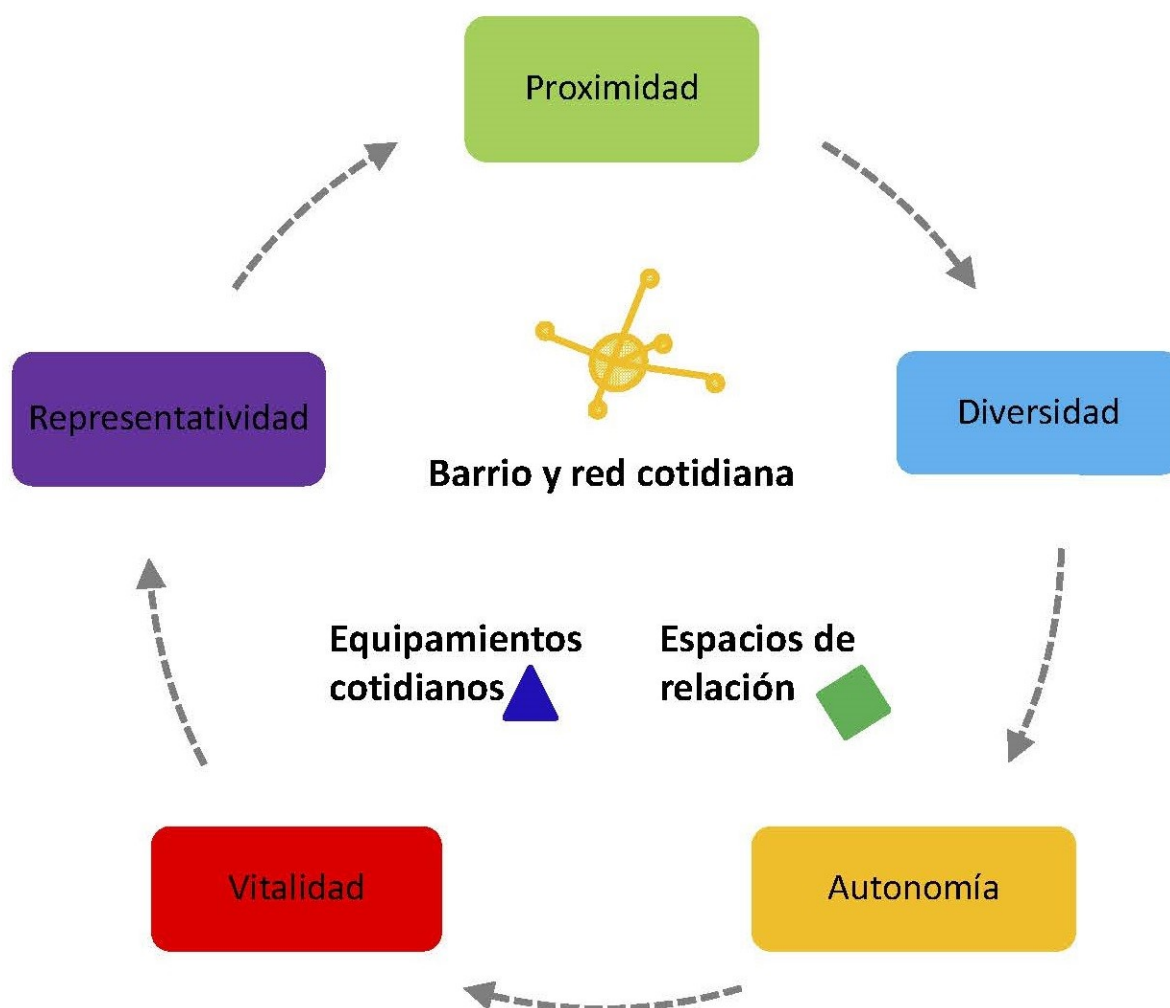 Proximidad
Representatividad
Diversidad
Barrio y red cotidiana
Equipamientos
cotidianos
Espacios de
relación
Vitalidad
Autonomía